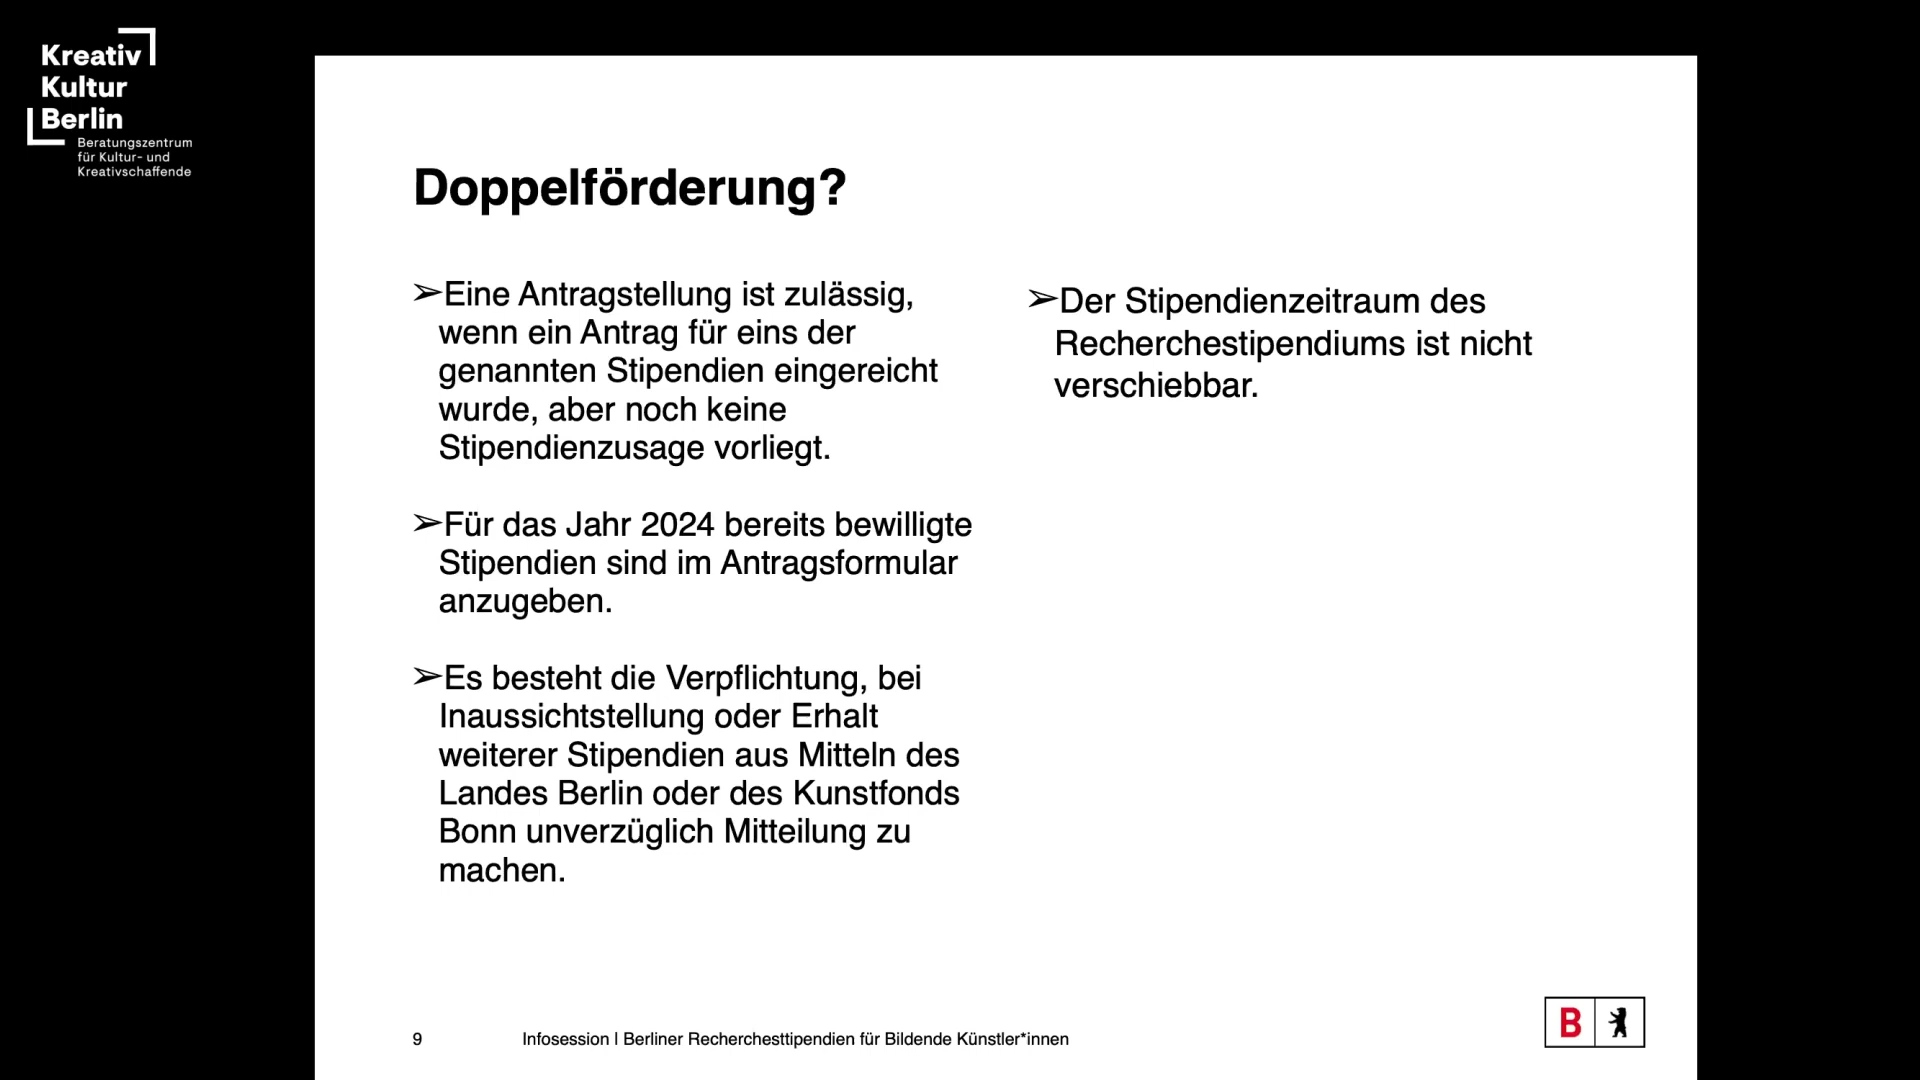 Kreativ
Kultur
Berlin
Beratungszentrum
für Kultur- und
Kreativschaffende
Doppelförderung?
➢Eine Antragstellung ist zulässig,
wenn ein Antrag für eins der
genannten Stipendien eingereicht
wurde, aber noch keine
Stipendienzusage vorliegt.
➢Für das Jahr 2024 bereits bewilligte
Stipendien sind im Antragsformular
anzugeben.
➢Es besteht die Verpflichtung, bei
Inaussichtstellung oder Erhalt
weiterer Stipendien aus Mitteln des
Landes Berlin oder des Kunstfonds
Bonn unverzüglich Mitteilung zu
machen.
➢Der Stipendienzeitraum des
Recherchestipendiums ist nicht
verschiebbar.
9 Infosession | Berliner Recherchesttipendien für Bildende Künstler*innen
B